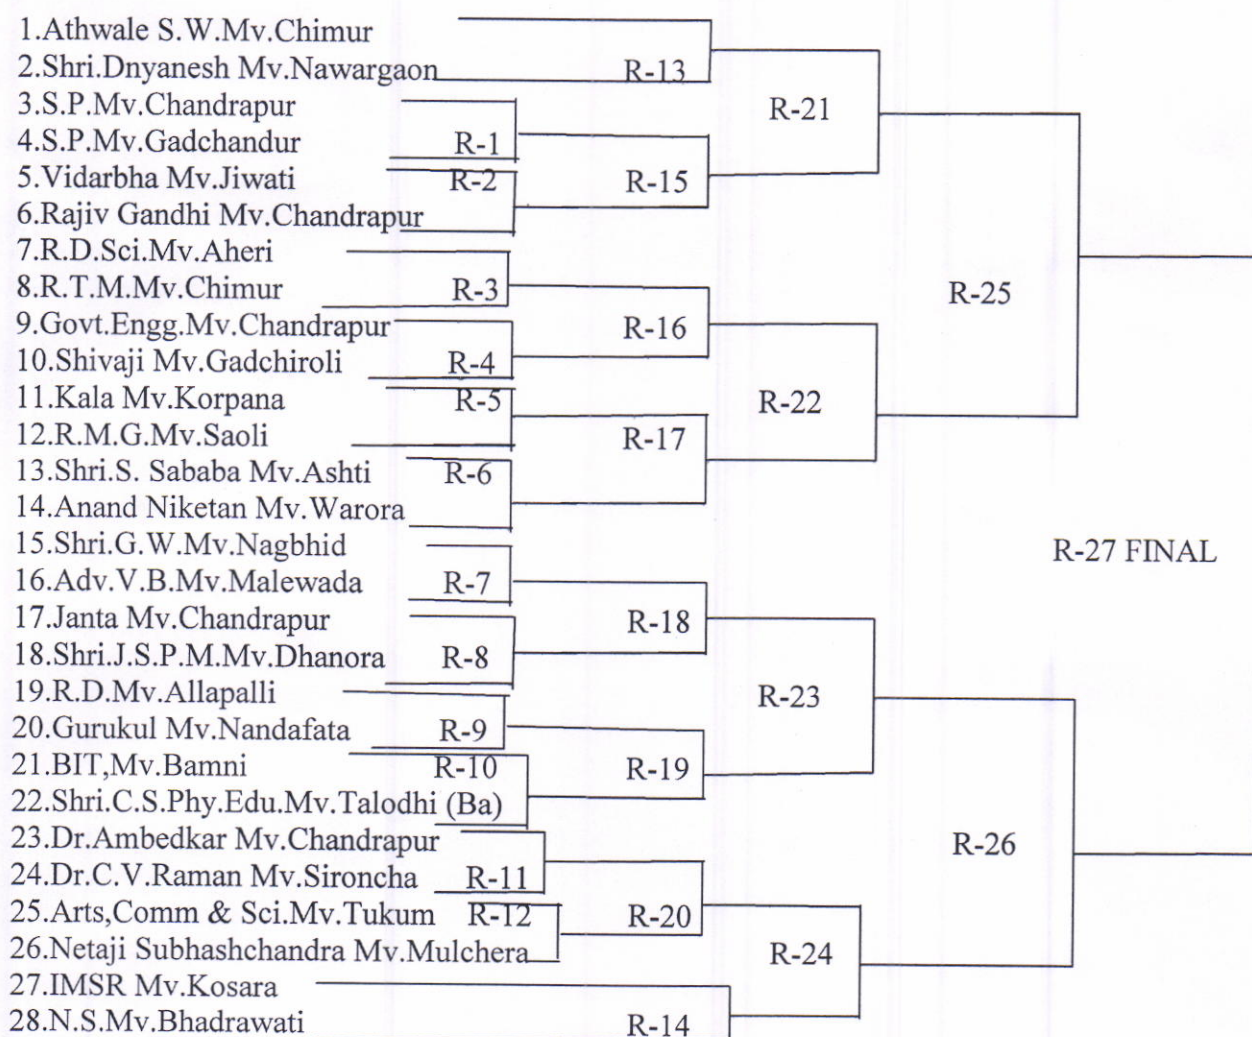 1.Athwale S.W.Mv.Chimur
2.Shri.Dnyanesh Mv.Nawargaon R-13
3.S.P.Mv.Chandrapur R-21
4.S.P.Mv.Gadchandur R-1
5.Vidarbha Mv.Jiwati R-2 R-15
6.Rajiv Gandhi Mv.Chandrapur
7.R.D.Sci.Mv.Aheri
8.R.T.M.Mv.Chimur R-3 R-25
9.Govt.Engg.Mv.Chandrapur R-16
10.Shivaji Mv.Gadchiroli R-4
11.Kala Mv.Korpana R-5 R-22
12.R.M.G.Mv.Saoli R-17
13.Shri.S. Sababa Mv.Ashti R-6
14.Anand Niketan Mv.Warora
15.Shri.G.W.Mv.Nagbhid R-27 FINAL
16.Adv.V.B.Mv.Malewada R-7
17.Janta Mv.Chandrapur R-18
18.Shri.J.S.P.M.Mv.Dhanora R-8
19.R.D.Mv.Allapalli R-23
20.Gurukul Mv.Nandafata R-9
21.BIT,Mv.Bamni R-10 R-19
22.Shri.C.S.Phy.Edu.Mv.Talodhi (Ba)
23.Dr.Ambedkar Mv.Chandrapur R-26
24.Dr.C.V.Raman Mv.Sironcha R-11
25.Arts,Comm & Sci.Mv.Tukum R-12 R-20
26.Netaji Subhashchandra Mv.Mulchera R-24
27.IMSR Mv.Kosara
28.N.S.Mv.Bhadrawati R-14